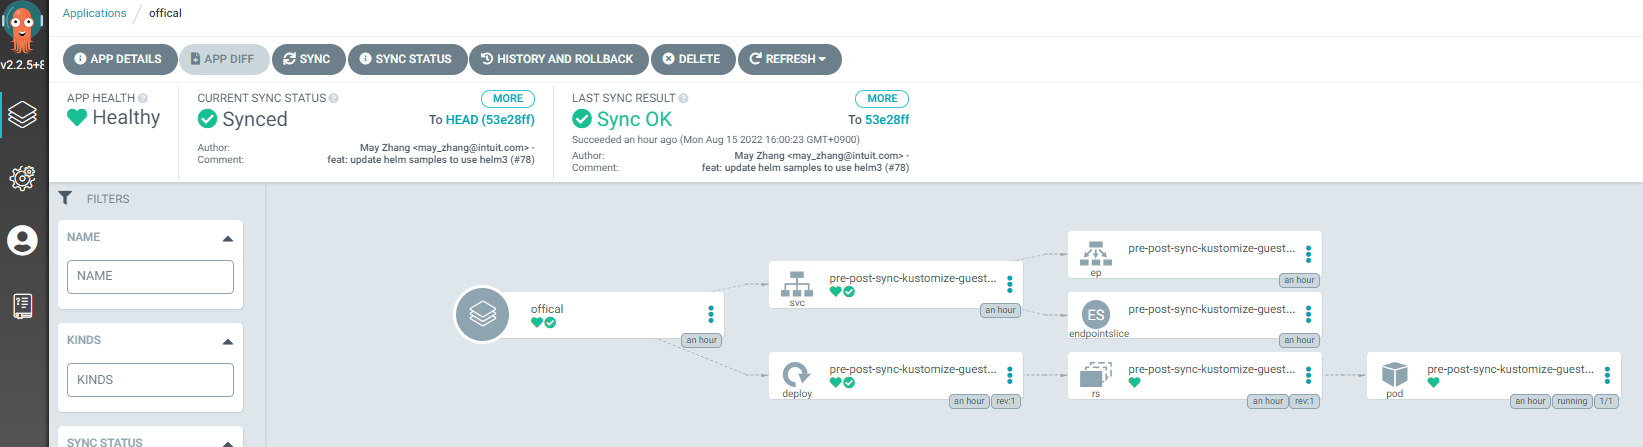 Applications / offical
v2.2.5+8
APP DETAILS APP DIFF SYNC SYNC STATUS HISTORY AND ROLLBACK DELETE REFRESH
APP HEALTH
Healthy
CURRENT SYNC STATUS MORE
Synced To HEAD (53e28ff)
Author: May Zhang <may_zhang@intuit.com> -
Comment: feat: update helm samples to use helm3 (#78)
LAST SYNC RESULT MORE
Sync OK To 53e28ff
Succeeded an hour ago (Mon Aug 15 2022 16:00:23 GMT+0900)
Author: May Zhang <may_zhang@intuit.com> -
Comment: feat: update helm samples to use helm3 (#78)
FILTERS
NAME
NAME
KINDS
KINDS
SYNC STATUS
offical
an hour
svc
pre-post-sync-kustomize-guest...
an hour
deploy
pre-post-sync-kustomize-guest...
an hour rev:1
ep
pre-post-sync-kustomize-guest...
an hour
ES
endpointslice
pre-post-sync-kustomize-guest...
an hour
rs
pre-post-sync-kustomize-guest...
an hour rev:1
pod
pre-post-sync-kustomize-guest...
an hour running 1/1